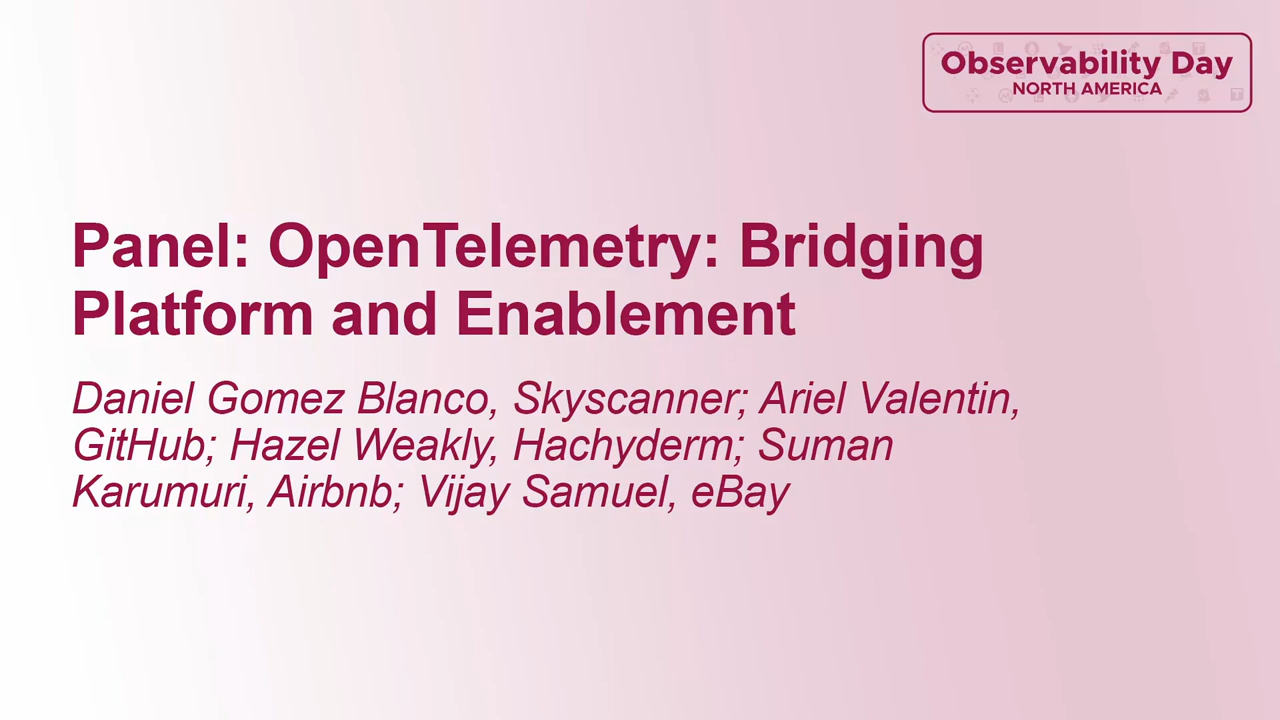 Observability Day
NORTH AMERICA
Panel: OpenTelemetry: Bridging
Platform and Enablement
Daniel Gomez Blanco, Skyscanner; Ariel Valentin,
GitHub; Hazel Weakly, Hachyderm; Suman
Karumuri, Airbnb; Vijay Samuel, eBay